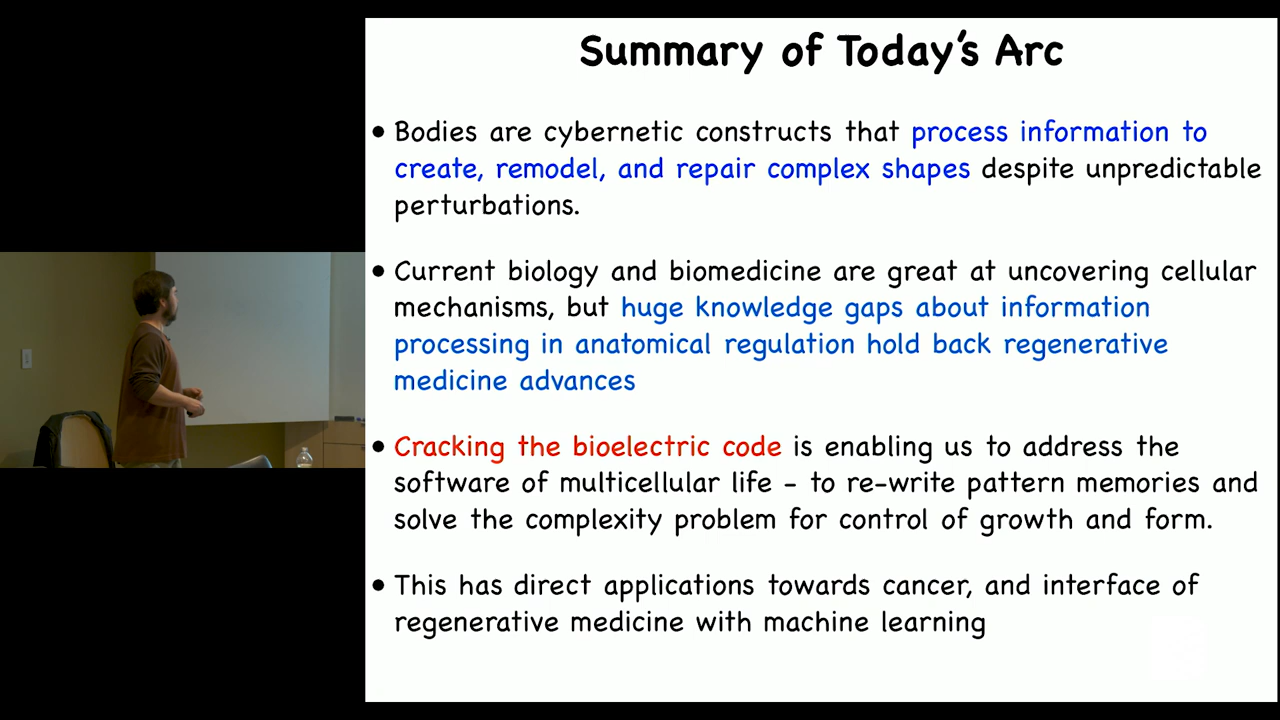 Summary of Today's Arc
• Bodies are cybernetic constructs that process information to
create, remodel, and repair complex shapes despite unpredictable
perturbations.
• Current biology and biomedicine are great at uncovering cellular
mechanisms, but huge knowledge gaps about information
processing in anatomical regulation hold back regenerative
medicine advances
• Cracking the bioelectric code is enabling us to address the
software of multicellular life - to re-write pattern memories and
solve the complexity problem for control of growth and form.
• This has direct applications towards cancer, and interface of
regenerative medicine with machine learning